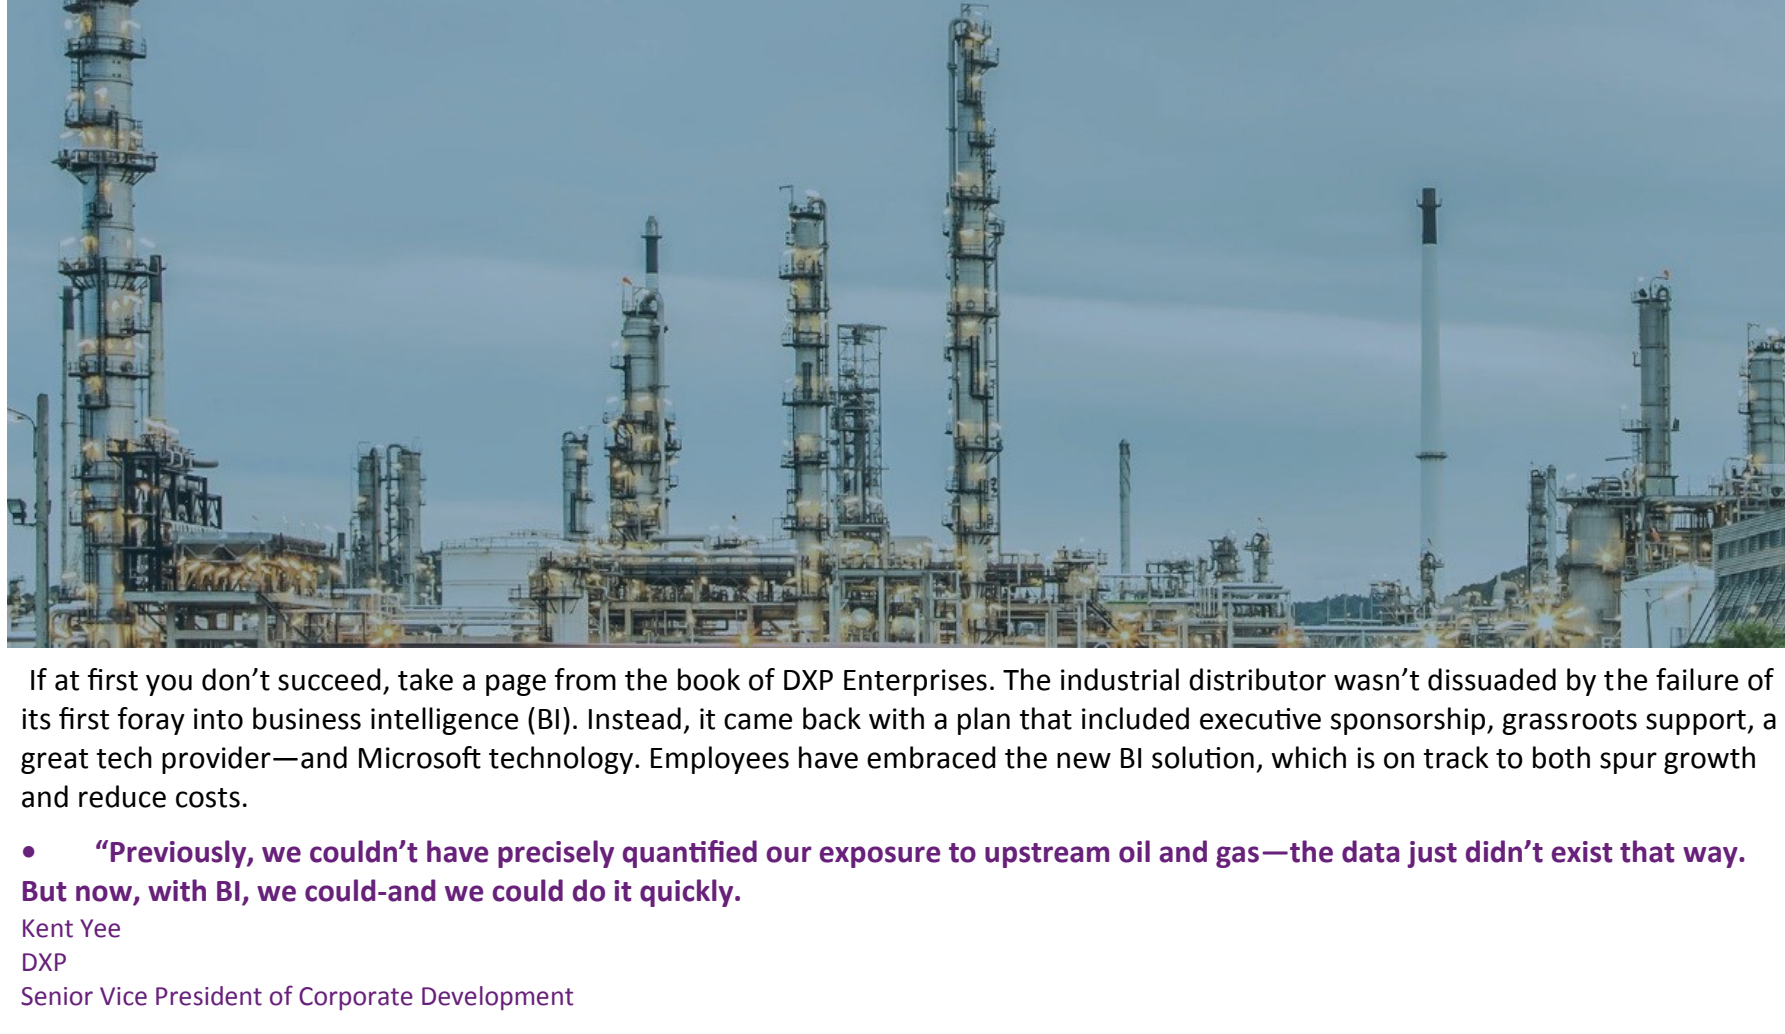 If at first you don’t succeed, take a page from the book of DXP Enterprises. The industrial distributor wasn’t dissuaded by the failure of
its first foray into business intelligence (BI). Instead, it came back with a plan that included executive sponsorship, grassroots support, a
great tech provider—and Microsoft technology. Employees have embraced the new BI solution, which is on track to both spur growth
and reduce costs.
• “Previously, we couldn’t have precisely quantified our exposure to upstream oil and gas—the data just didn’t exist that way.
But now, with BI, we could-and we could do it quickly.
Kent Yee
DXP
Senior Vice President of Corporate Development